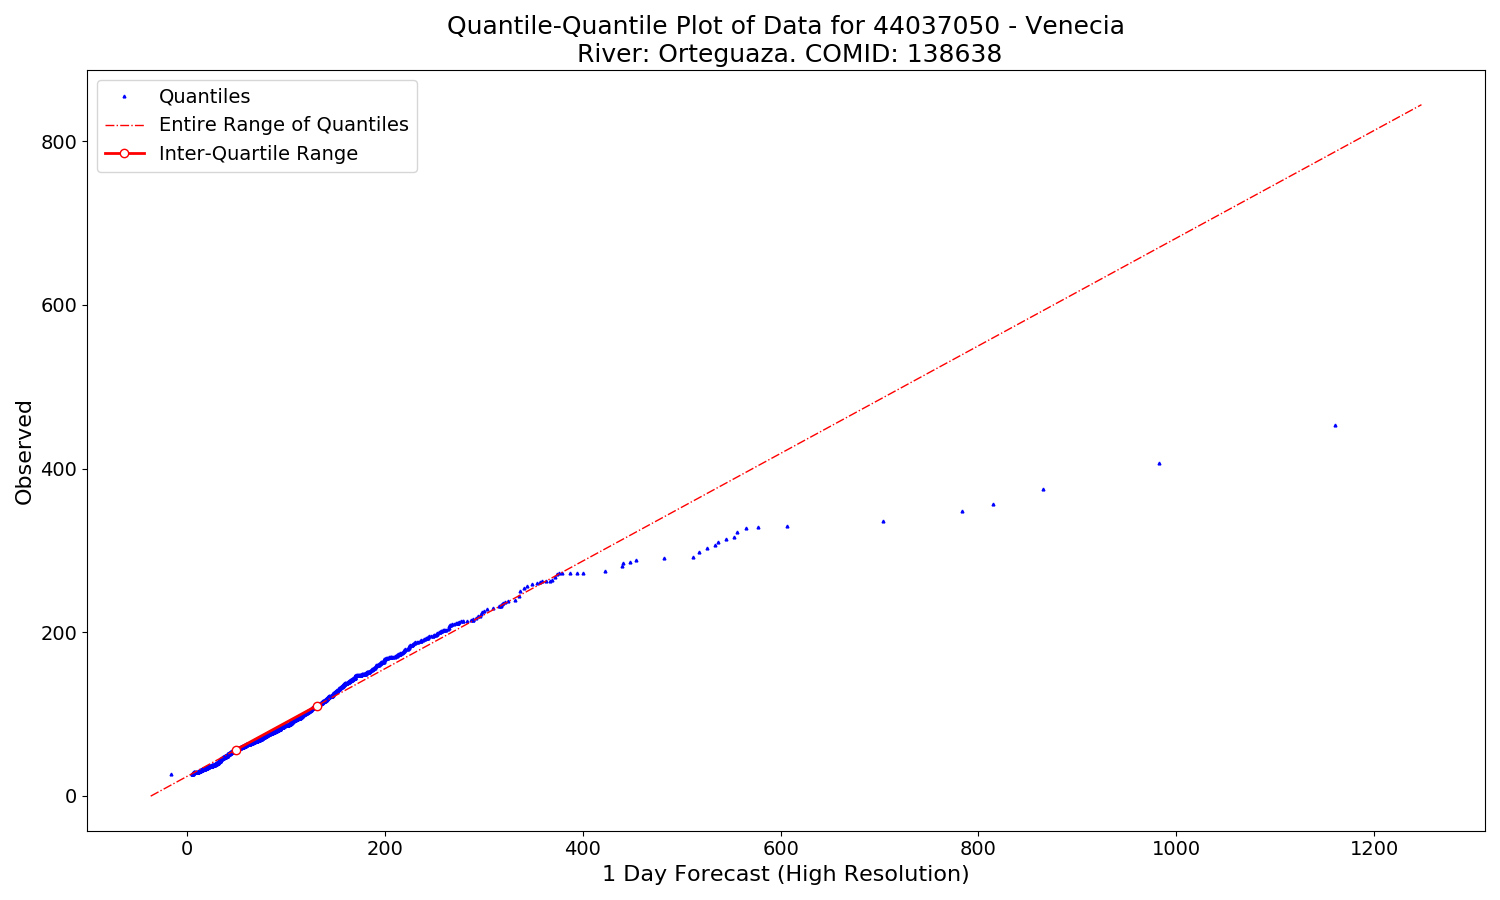 Quantile-Quantile Plot of Data for 44037050 - Venecia
River: Orteguaza. COMID: 138638
Quantiles
Entire Range of Quantiles
Inter-Quartile Range
800
600
400
200
0
Observed
0 200 400 600 800 1000 1200
1 Day Forecast (High Resolution)